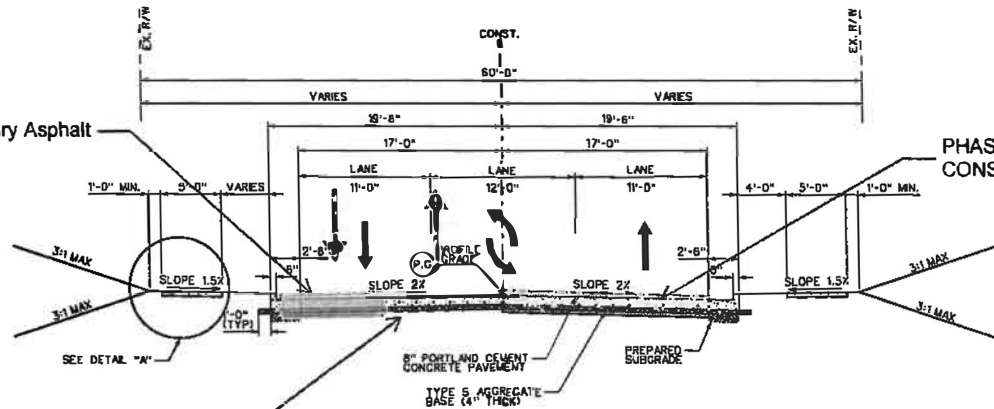 EX. R/W
CONST.
EX. R/W
60'-0"
VARIES
VARIES
19'-6"
19'-6"
ry Asphalt
17'-0"
17'-0"
PHAS
CONS
LANE
LANE
LANE
11'-0"
12'-0"
11'-0"
1'-0" MIN.
5'-0"
VARIES
4'-0"
5'-0"
1'-0" MIN.
2'-6"
P.G
GRADE
2'-6"
3:1 MAX
6"
SLOPE 1.5%
SLOPE 2%
SLOPE 2%
SLOPE 1.5%
3:1 MAX
3:1 MAX
(TYP)
3:1 MAX
SEE DETAIL "A"
8" PORTLAND CEMENT
CONCRETE PAVEMENT
PREPARED
SUBGRADE
TYPE 5 AGGREGATE
BASE (4" THICK)